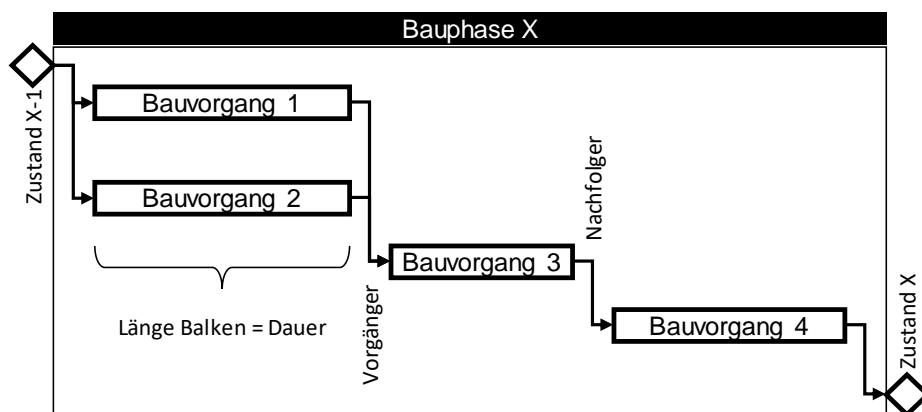 Bauphase X
Zustand X-1
Bauvorgang 1
Bauvorgang 2
Länge Balken = Dauer
Vorgänger
Bauvorgang 3
Nachfolger
Bauvorgang 4
Zustand X